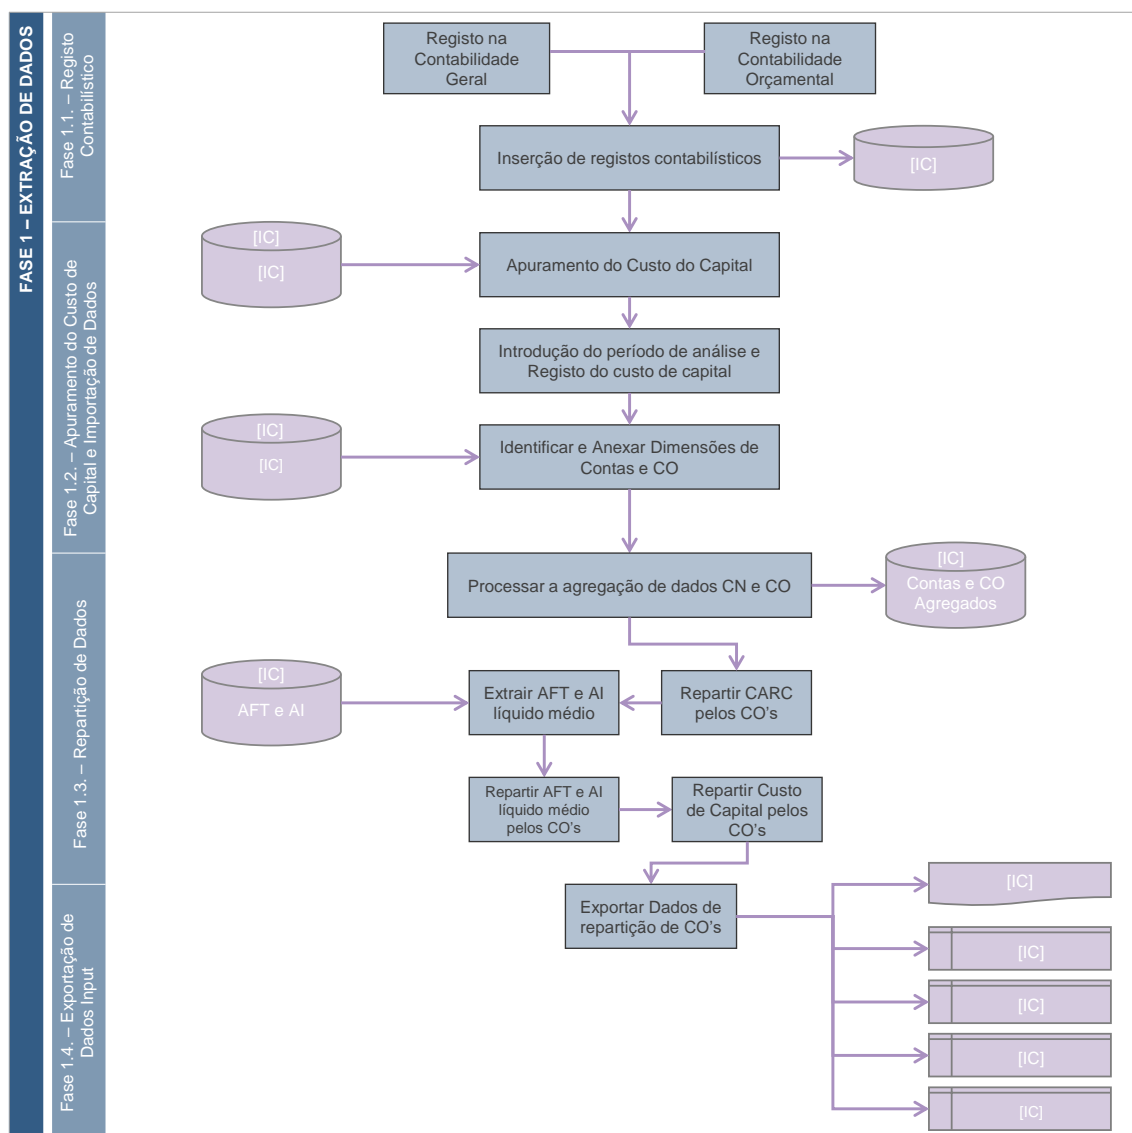 FASE 1 – EXTRAÇÃO DE DADOS
Fase 1.1. – Registo
Contabilístico
Registo na
Contabilidade
Geral
Registo na
Contabilidade
Orçamental
Inserção de registos contabilísticos
[IC]
Fase 1.2. – Apuramento do Custo de
Capital e Importação de Dados
[IC]
[IC]
Apuramento do Custo do Capital
Introdução do período de análise e
Registo do custo de capital
[IC]
[IC]
Identificar e Anexar Dimensões de
Contas e CO
Fase 1.3. – Repartição de Dados
Processar a agregação de dados CN e CO
[IC]
Contas e CO
Agregados
[IC]
AFT e AI
Extrair AFT e AI
líquido médio
Repartir CARC
pelos CO's
Repartir AFT e AI
líquido médio
pelos CO's
Repartir Custo
de Capital pelos
CO's
Fase 1.4. – Exportação de
Dados Input
Exportar Dados de
repartição de CO's
[IC]
[IC]
[IC]
[IC]
[IC]